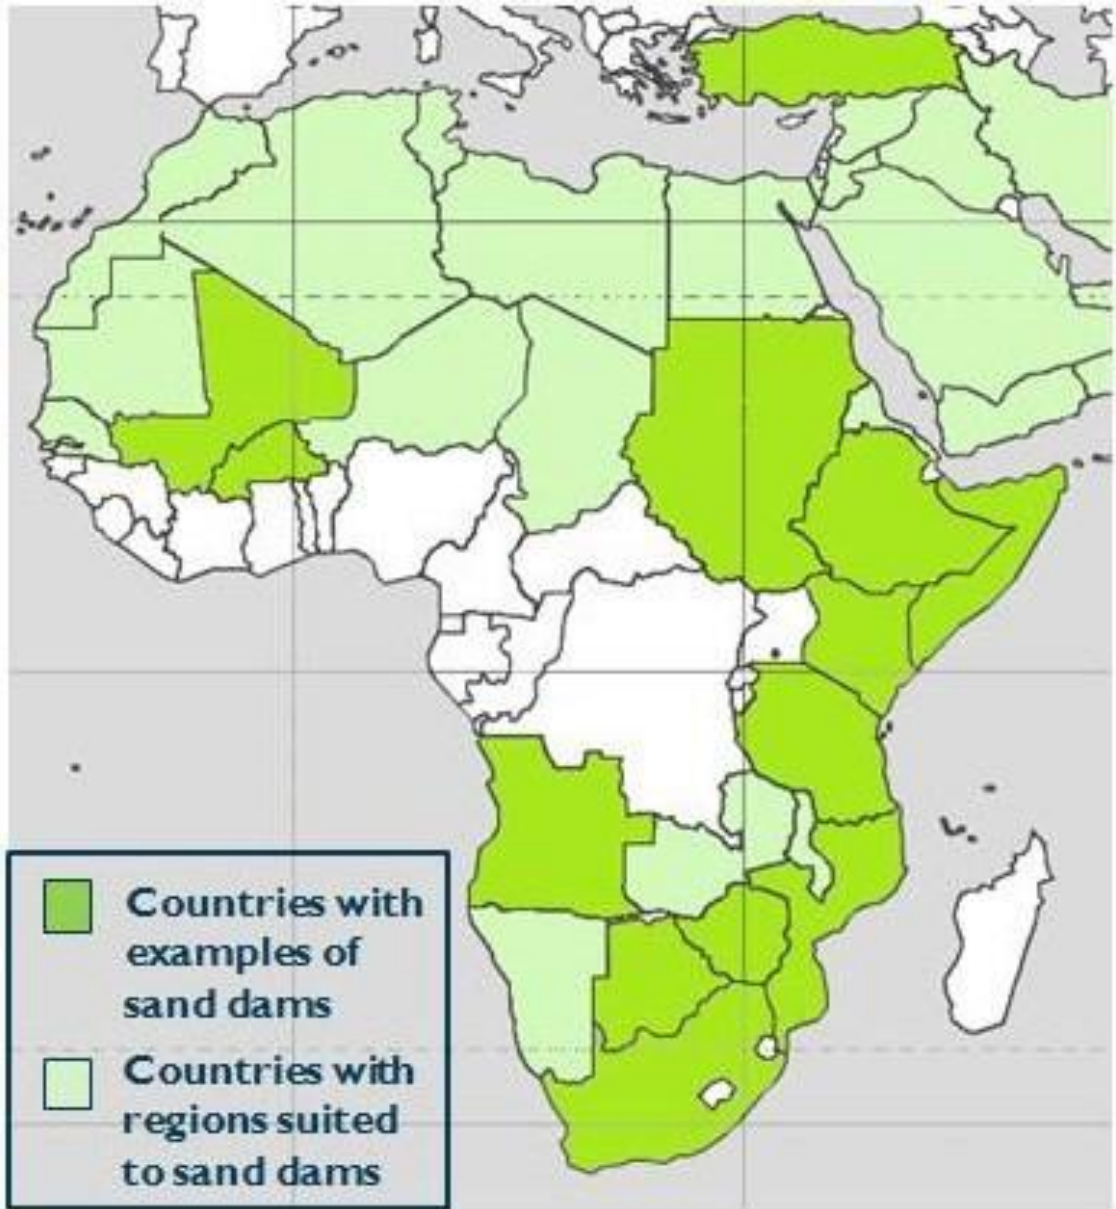 Countries with
examples of
sand dams
Countries with
regions suited
to sand dams